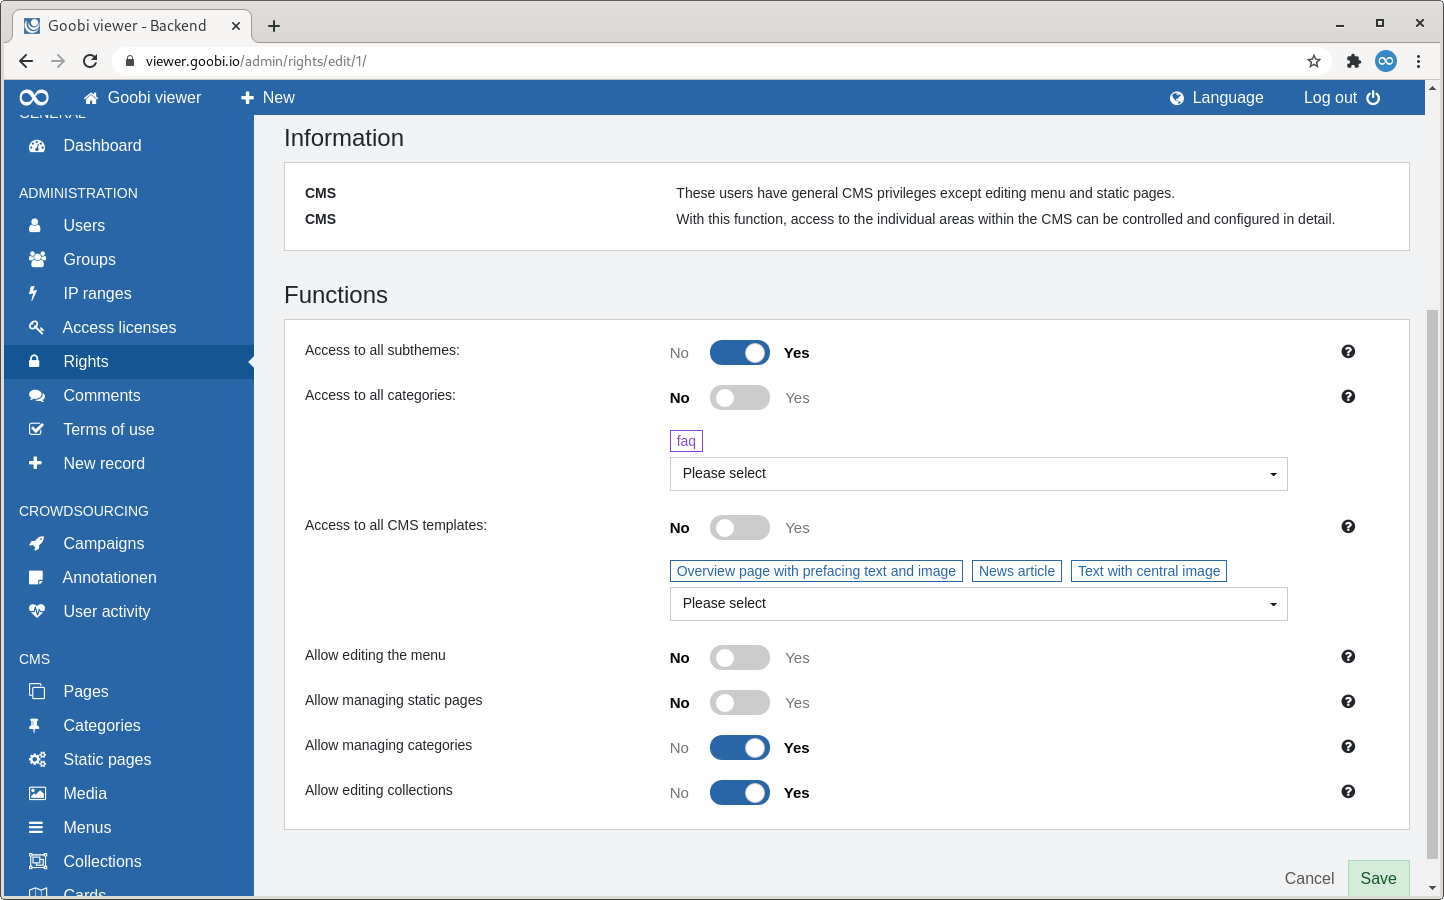 Goobi viewer - Backend
viewer.goobi.io/admin/rights/edit/1/
Goobi viewer
New
Language
Log out
GENERAL
Dashboard
ADMINISTRATION
Users
Groups
IP ranges
Access licenses
Rights
Comments
Terms of use
New record
CROWDSOURCING
Campaigns
Annotationen
User activity
CMS
Pages
Categories
Static pages
Media
Menus
Collections
Cards
Information
CMS These users have general CMS privileges except editing menu and static pages.
CMS With this function, access to the individual areas within the CMS can be controlled and configured in detail.
Functions
Access to all subthemes: No Yes
Access to all categories: No Yes
faq
Please select
Access to all CMS templates: No Yes
Overview page with prefacing text and image News article Text with central image
Please select
Allow editing the menu No Yes
Allow managing static pages No Yes
Allow managing categories No Yes
Allow editing collections No Yes
Cancel Save